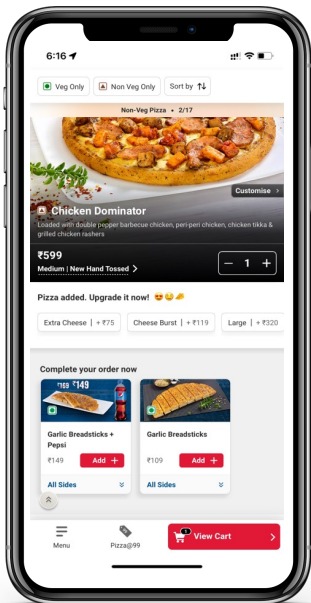 6:16
Veg Only
Non Veg Only
Sort by ↑↓
Non-Veg Pizza • 2/17
Customise >
Chicken Dominator
Loaded with double pepper barbecue chicken, peri-peri chicken, chicken tikka &
grilled chicken rashers
₹599
Medium | New Hand Tossed >
− 1 +
Pizza added. Upgrade it now! 🤩😋🧀
Extra Cheese | + ₹75
Cheese Burst | + ₹119
Large | + ₹320
Complete your order now
₹169 ₹149
Garlic Breadsticks +
Pepsi
₹149
Add +
All Sides
Garlic Breadsticks
₹109
Add +
All Sides
Menu
Pizza@99
1
View Cart >